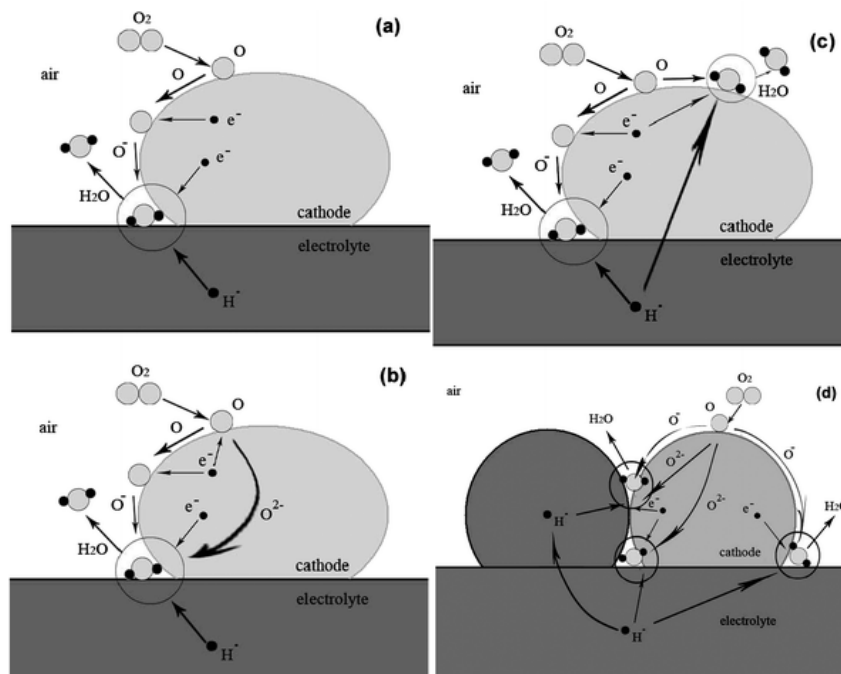 (a)
O2
O
air
O
e-
O-
e-
H2O
cathode
electrolyte
H-
(c)
O2
O
O
H2O
air
e-
O-
e-
H2O
cathode
electrolyte
H-
(b)
O2
O
air
O
e-
O-
e-
O2-
H2O
cathode
electrolyte
H-
(d)
air
O2
O
H2O
O-
O-
O2-
O2-
e-
e-
H2O
H-
cathode
electrolyte
H-